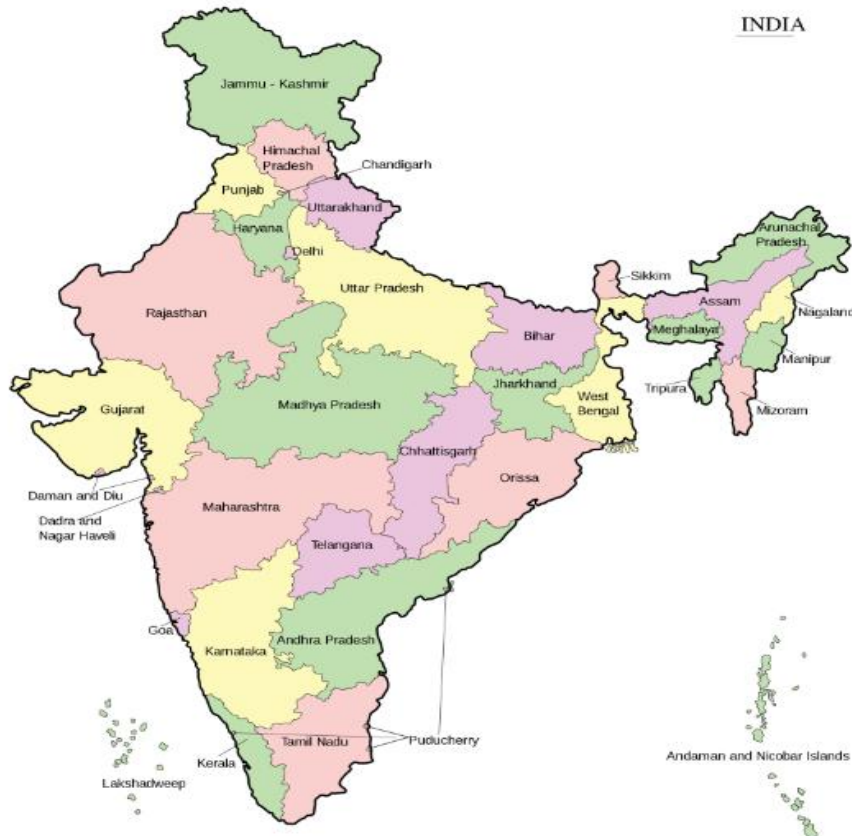 INDIA
Jammu - Kashmir
Himachal
Pradesh
Chandigarh
Punjab
Uttarakhand
Haryana
Delhi
Arunachal
Pradesh
Sikkim
Uttar Pradesh
Assam
Rajasthan
Nagaland
Bihar
Meghalaya
Manipur
Jharkhand
Tripura
West
Bengal
Madhya Pradesh
Gujarat
Mizoram
Chhattisgarh
Orissa
Daman and Diu
Maharashtra
Dadra and
Nagar Haveli
Telangana
Goa
Andhra Pradesh
Karnataka
Tamil Nadu
Puducherry
Kerala
Andaman and Nicobar Islands
Lakshadweep